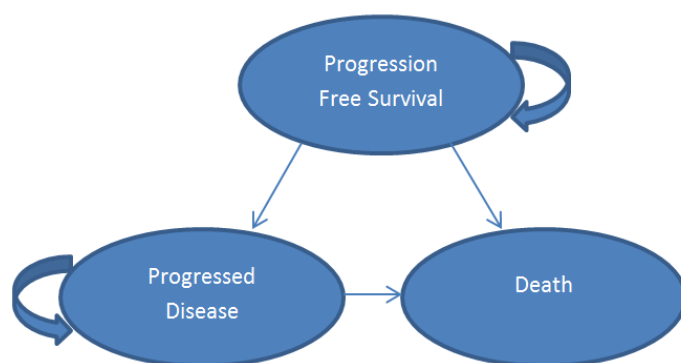 Progression
Free Survival
Progressed
Disease
Death